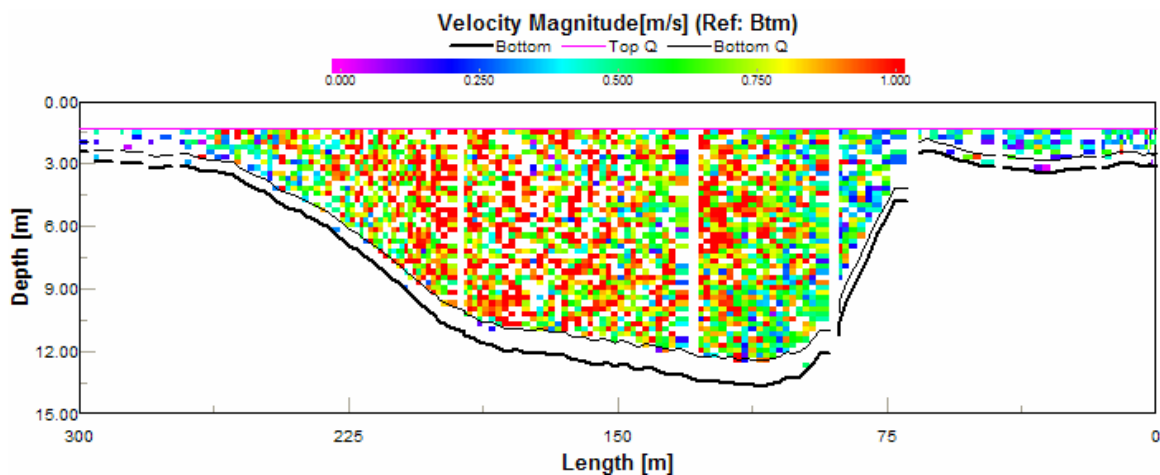 Velocity Magnitude[m/s] (Ref: Btm)
Bottom Top Q Bottom Q
0.000 0.250 0.500 0.750 1.000
0.00
3.00
6.00
9.00
12.00
15.00
Depth [m]
300 225 150 75 0
Length [m]